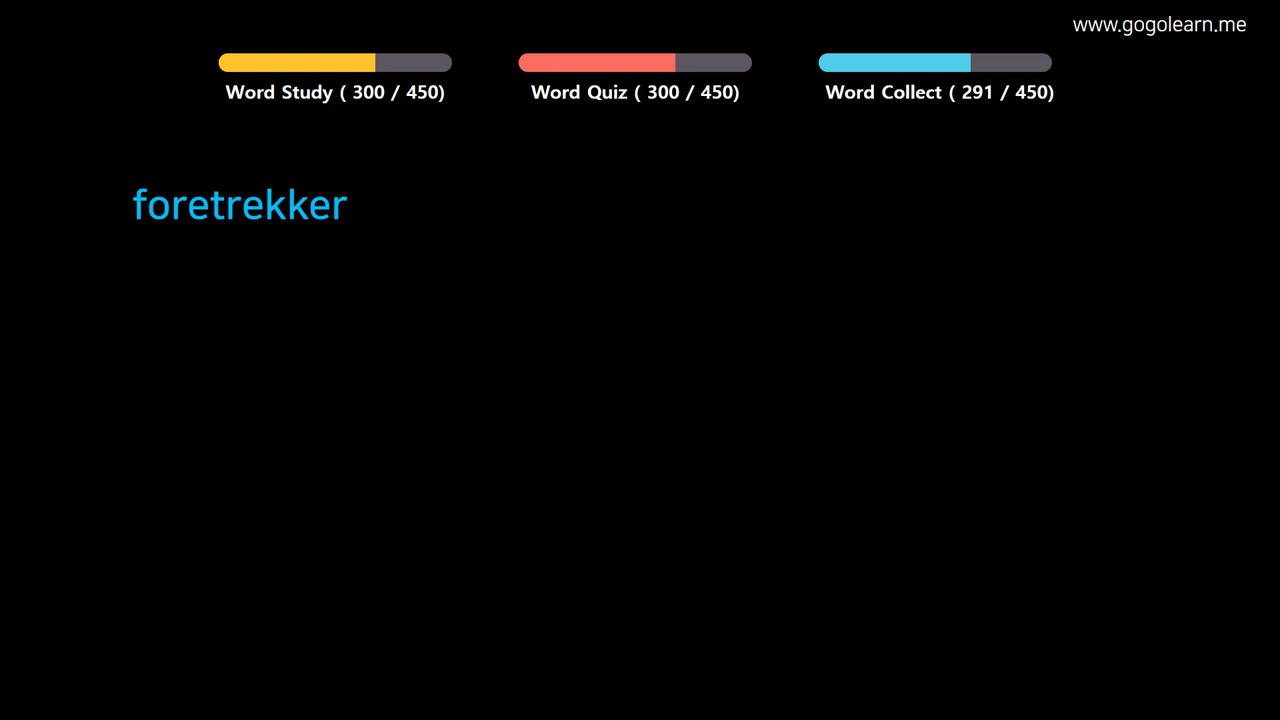 www.gogolearn.me
Word Study ( 300 / 450)
Word Quiz ( 300 / 450)
Word Collect ( 291 / 450)
foretrekker